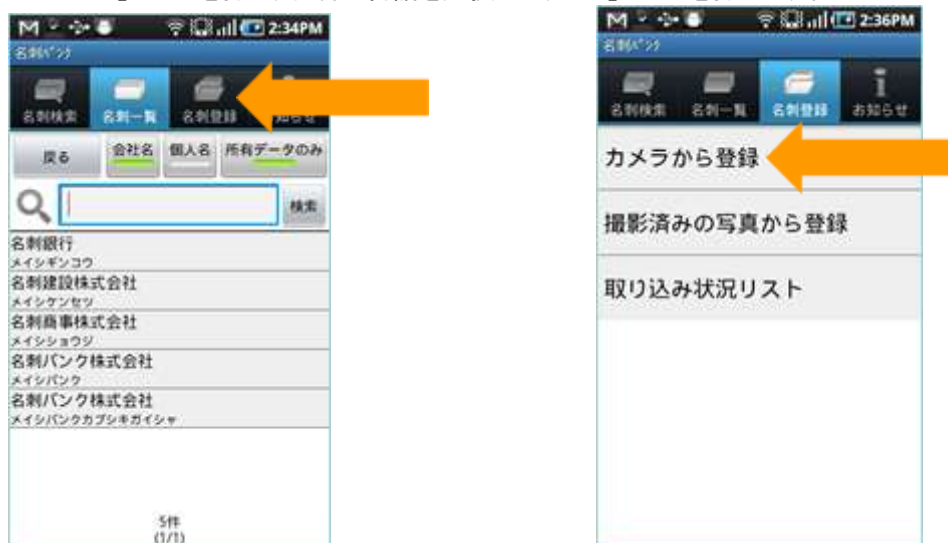 2:34PM
名刺バンク
名刺検索 名刺一覧 名刺登録
戻る 会社名 個人名 所有データのみ
検索
名刺銀行
メイシギンコウ
名刺建設株式会社
メイシケンセツ
名刺商事株式会社
メイシショウジ
名刺バンク株式会社
メイシバンク
名刺バンク株式会社
メイシバンクカブシキガイシャ
5件
(1/1)
2:36PM
名刺バンク
名刺検索 名刺一覧 名刺登録 お知らせ
カメラから登録
撮影済みの写真から登録
取り込み状況リスト